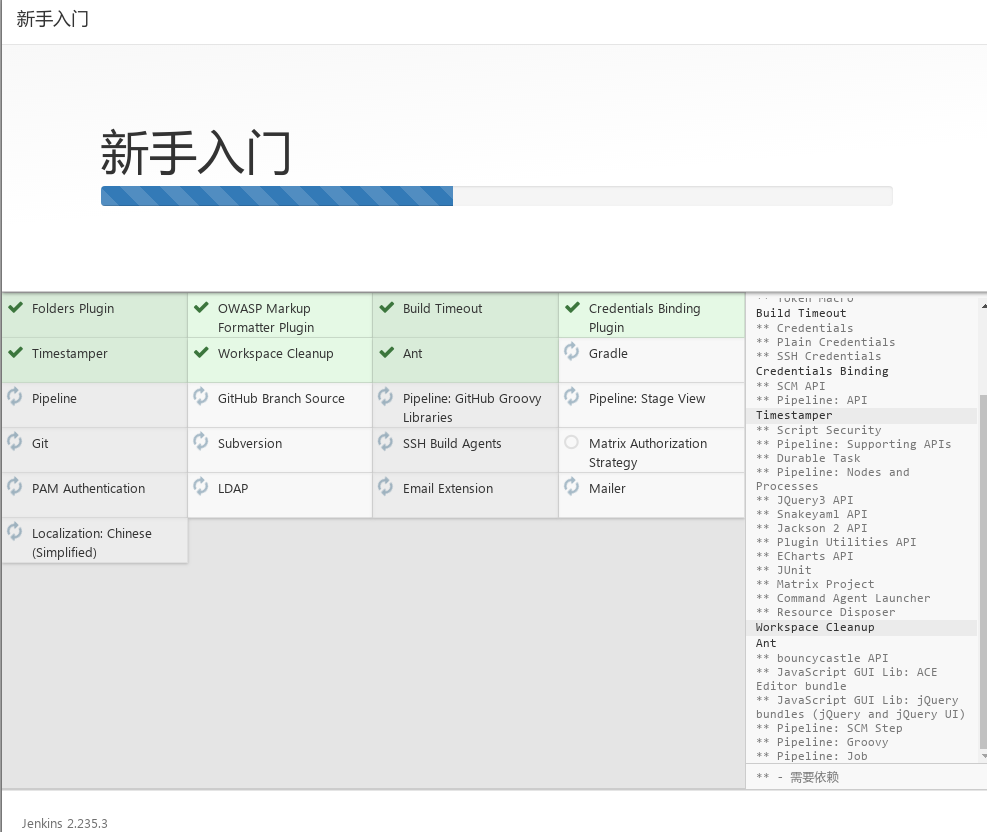 新手入门
新手入门
Folders Plugin
OWASP Markup
Formatter Plugin
Build Timeout
Credentials Binding
Plugin
Timestamper
Workspace Cleanup
Ant
Gradle
Pipeline
GitHub Branch Source
Pipeline: GitHub Groovy
Libraries
Pipeline: Stage View
Git
Subversion
SSH Build Agents
Matrix Authorization
Strategy
PAM Authentication
LDAP
Email Extension
Mailer
Localization: Chinese
(Simplified)
** Token Macro
Build Timeout
** Credentials
** Plain Credentials
** SSH Credentials
Credentials Binding
** SCM API
** Pipeline: API
Timestamper
** Script Security
** Pipeline: Supporting APIs
** Durable Task
** Pipeline: Nodes and
Processes
** JQuery3 API
** Snakeyaml API
** Jackson 2 API
** Plugin Utilities API
** ECharts API
** JUnit
** Matrix Project
** Command Agent Launcher
** Resource Disposer
Workspace Cleanup
Ant
** bouncycastle API
** JavaScript GUI Lib: ACE
Editor bundle
** JavaScript GUI Lib: jQuery
bundles (jQuery and jQuery UI)
** Pipeline: SCM Step
** Pipeline: Groovy
** Pipeline: Job
** - 需要依赖
Jenkins 2.235.3